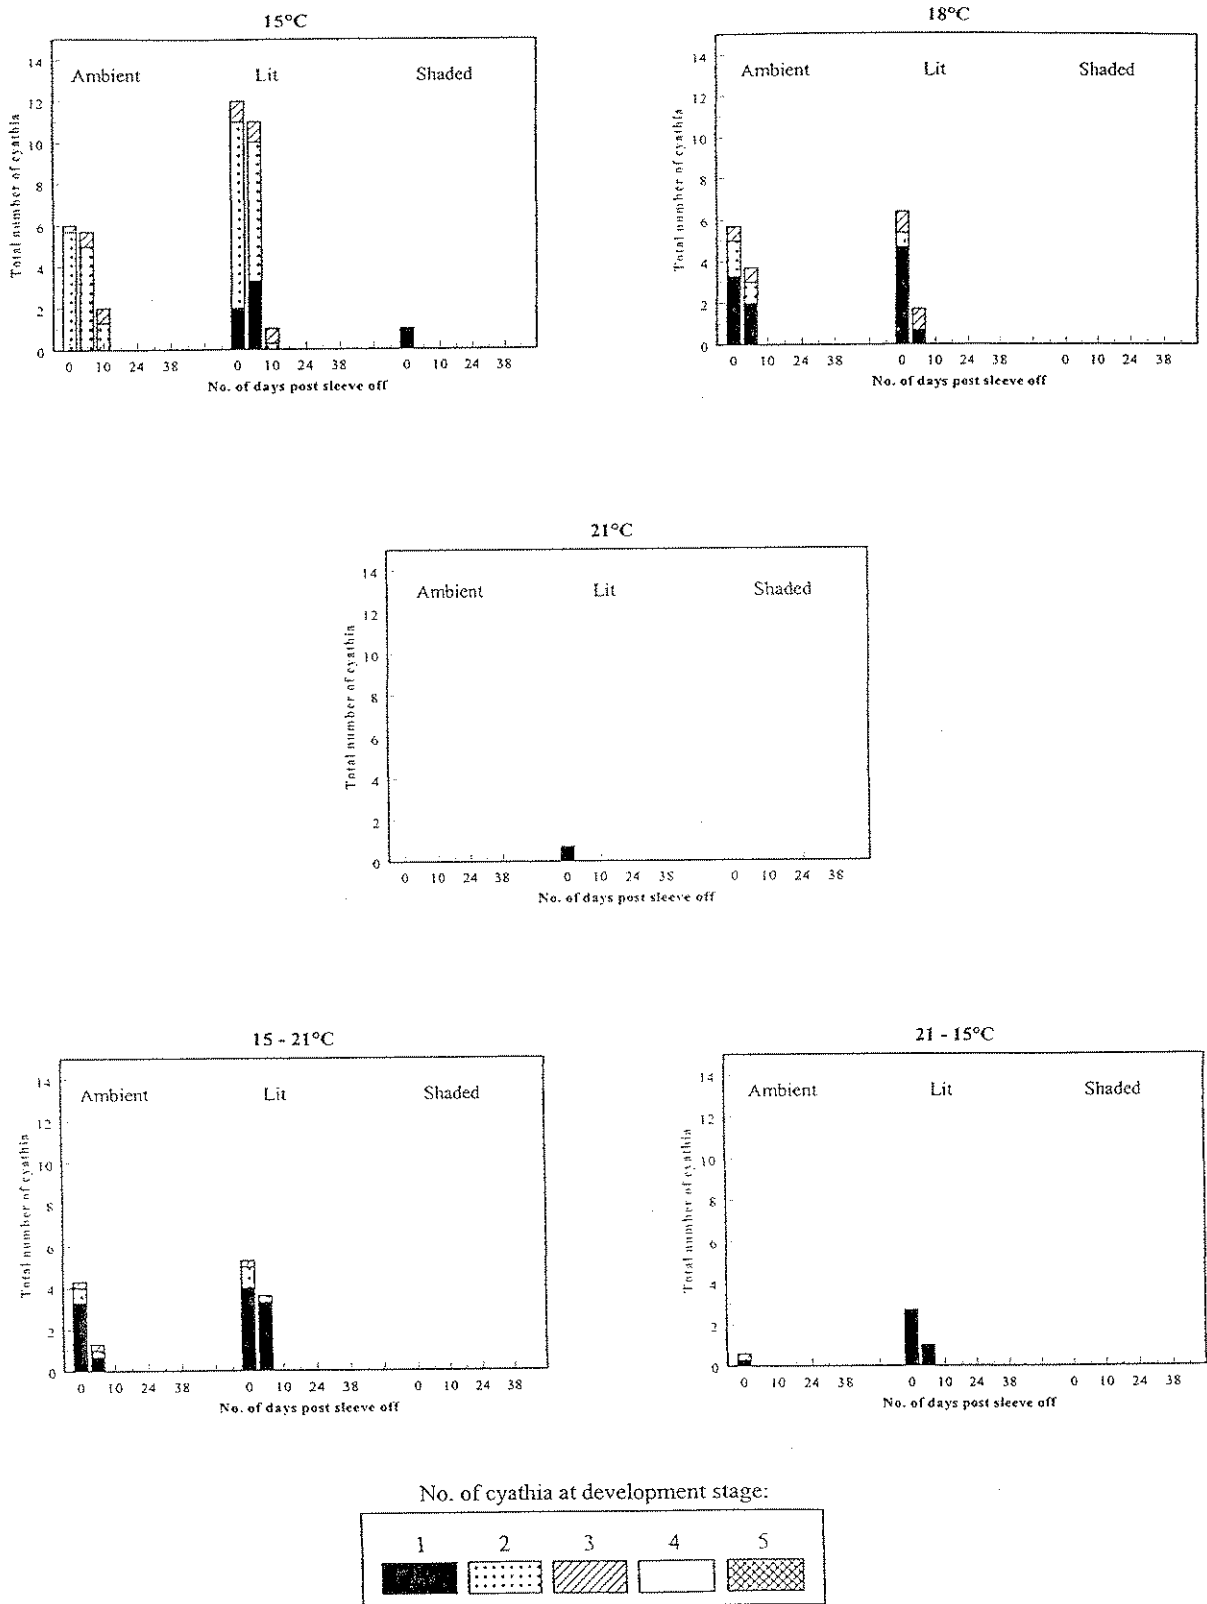 15°C
14
12
10
8
6
4
2
0
Total number of cyathia
Ambient Lit Shaded
0 10 24 38 0 10 24 38 0 10 24 38
No. of days post sleeve off
18°C
14
12
10
8
6
4
2
0
Total number of cyathia
Ambient Lit Shaded
0 10 24 38 0 10 24 38 0 10 24 38
No. of days post sleeve off
21°C
14
12
10
8
6
4
2
0
Total number of cyathia
Ambient Lit Shaded
0 10 24 38 0 10 24 38 0 10 24 38
No. of days post sleeve off
15 - 21°C
14
12
10
8
6
4
2
0
Total number of cyathia
Ambient Lit Shaded
0 10 24 38 0 10 24 38 0 10 24 38
No. of days post sleeve off
21 - 15°C
14
12
10
8
6
4
2
0
Total number of cyathia
Ambient Lit Shaded
0 10 24 38 0 10 24 38 0 10 24 38
No. of days post sleeve off
No. of cyathia at development stage:
1 2 3 4 5